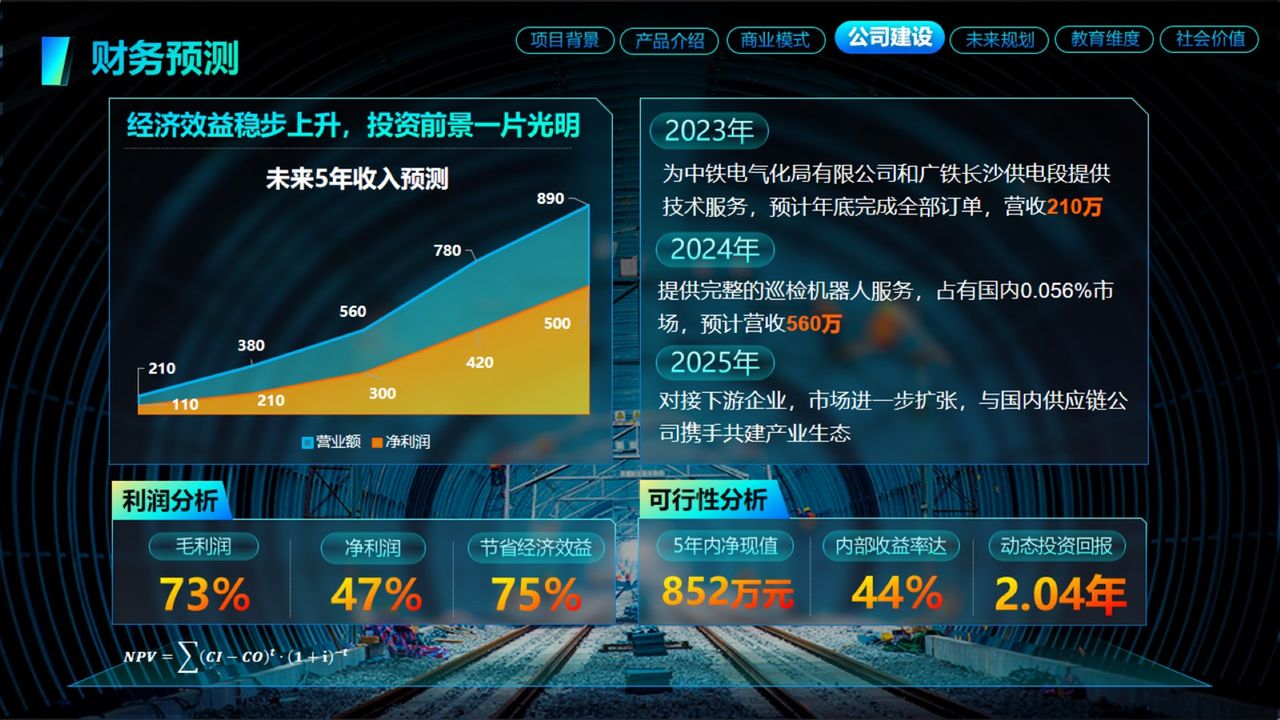 财务预测
项目背景
产品介绍
商业模式
公司建设
未来规划
教育维度
社会价值
经济效益稳步上升，投资前景一片光明
未来5年收入预测
890
780
560
380
210
500
420
300
210
110
营业额
净利润
2023年
为中铁电气化局有限公司和广铁长沙供电段提供
技术服务，预计年底完成全部订单，营收210万
2024年
提供完整的巡检机器人服务，占有国内0.056%市
场，预计营收560万
2025年
对接下游企业，市场进一步扩张，与国内供应链公
司携手共建产业生态
利润分析
毛利润
73%
净利润
47%
节省经济效益
75%
可行性分析
5年内净现值
852万元
内部收益率达
44%
动态投资回报
2.04年
NPV = ∑(CI − CO)^t · (1 + i)^−t